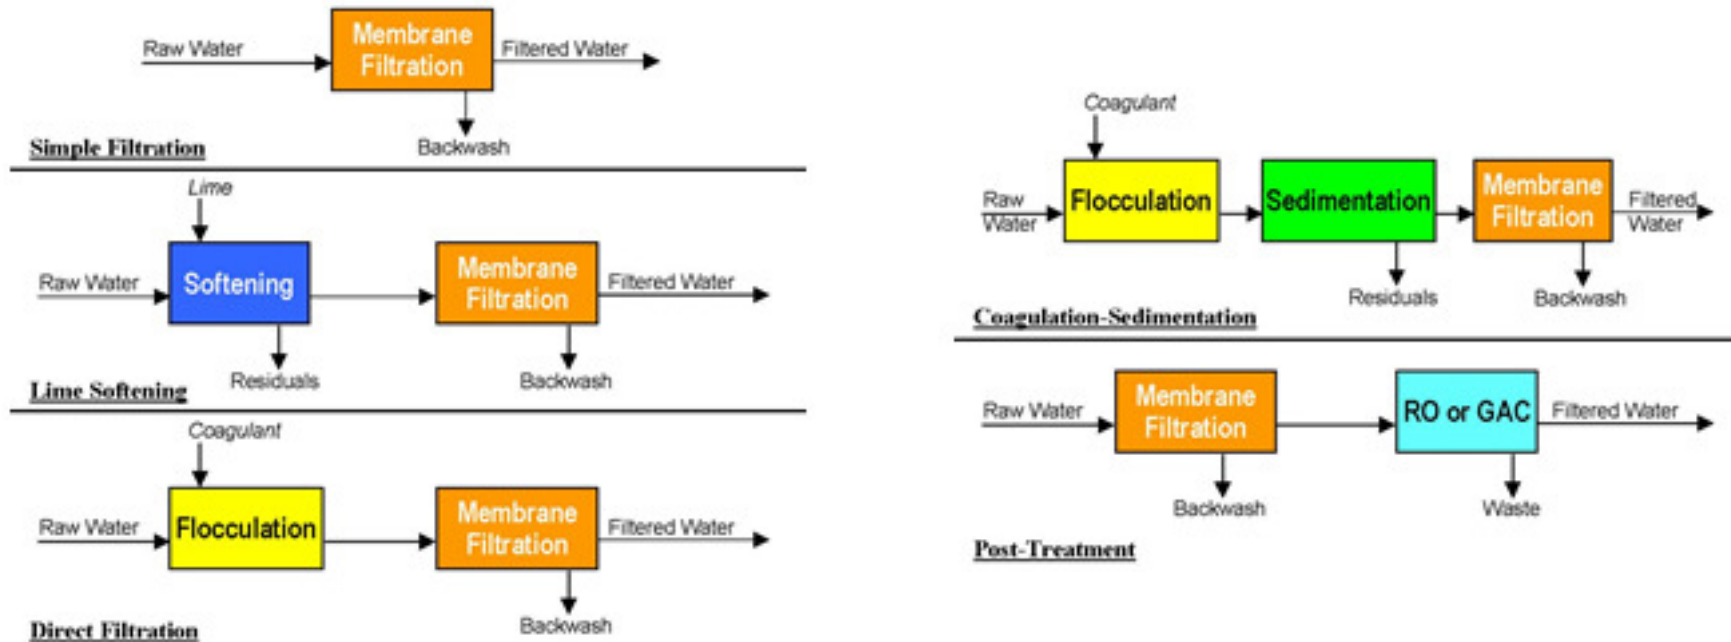 Raw Water
Membrane
Filtration
Filtered Water
Backwash
Simple Filtration
Lime
Raw Water
Softening
Membrane
Filtration
Filtered Water
Residuals
Backwash
Lime Softening
Coagulant
Raw Water
Flocculation
Membrane
Filtration
Filtered Water
Backwash
Direct Filtration
Coagulant
Raw
Water
Flocculation
Sedimentation
Membrane
Filtration
Filtered
Water
Residuals
Backwash
Coagulation-Sedimentation
Raw Water
Membrane
Filtration
RO or GAC
Filtered Water
Backwash
Waste
Post-Treatment